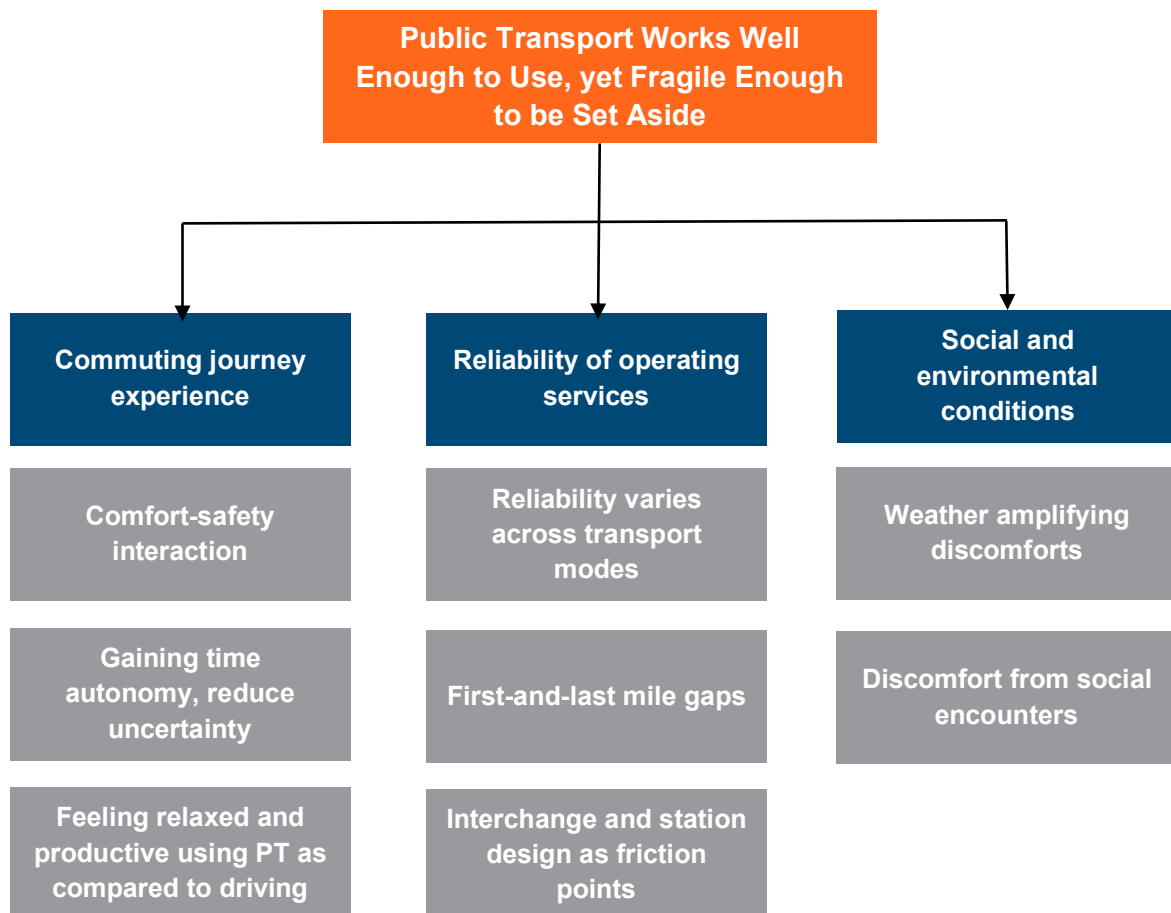 Public Transport Works Well
Enough to Use, yet Fragile Enough
to be Set Aside
Commuting journey
experience
Comfort-safety
interaction
Gaining time
autonomy, reduce
uncertainty
Feeling relaxed and
productive using PT as
compared to driving
Reliability of operating
services
Reliability varies
across transport
modes
First-and-last mile gaps
Interchange and station
design as friction
points
Social and
environmental
conditions
Weather amplifying
discomforts
Discomfort from social
encounters